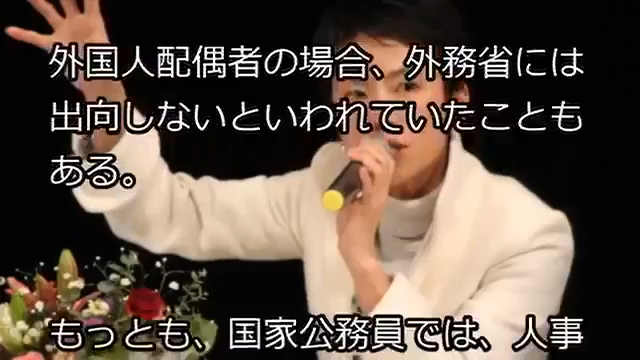 外国人配偶者の場合、外務省には
出向しないといわれていたことも
ある。
もっとも、国家公務員では、人事